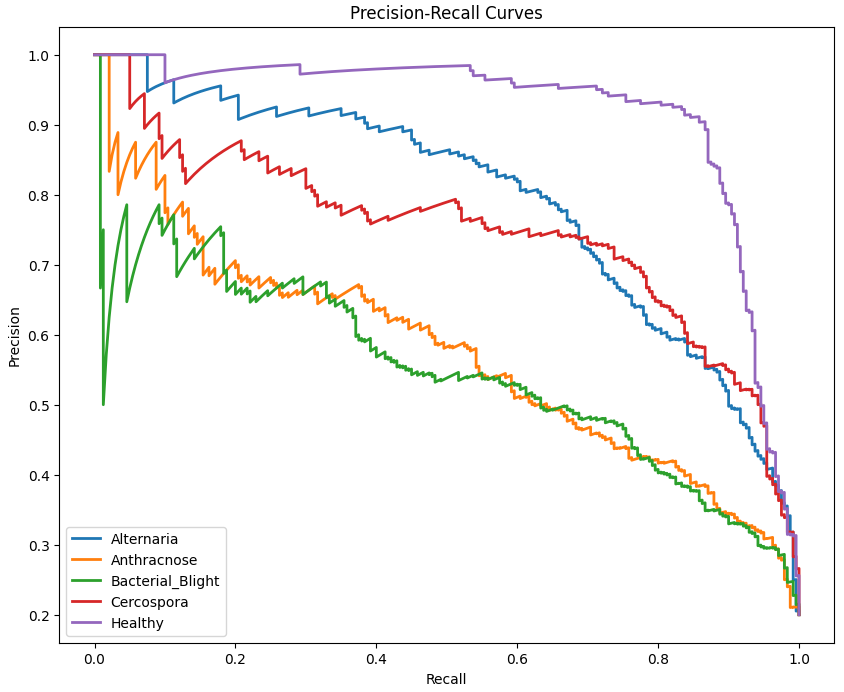 Precision-Recall Curves
1.0
0.9
0.8
0.7
0.6
0.5
0.4
0.3
0.2
Precision
Alternaria
Anthracnose
Bacterial_Blight
Cercospora
Healthy
0.0 0.2 0.4 0.6 0.8 1.0
Recall